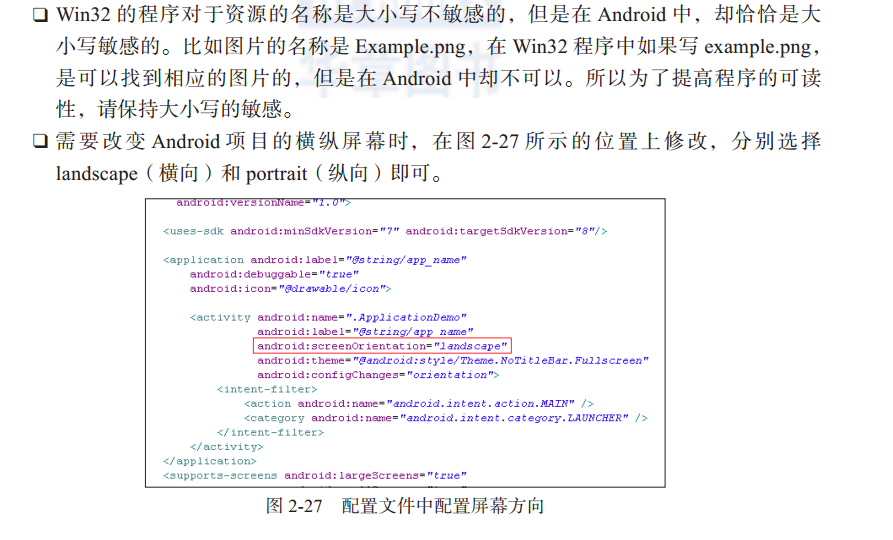 ❏ Win32 的程序对于资源的名称是大小写不敏感的，但是在 Android 中，却恰恰是大
小写敏感的。比如图片的名称是 Example.png，在 Win32 程序中如果写 example.png，
是可以找到相应的图片的，但是在 Android 中却不可以。所以为了提高程序的可读
性，请保持大小写的敏感。
❏ 需要改变 Android 项目的横纵屏幕时，在图 2-27 所示的位置上修改，分别选择
landscape（横向）和 portrait（纵向）即可。
android:versionName="1.0">
<uses-sdk android:minSdkVersion="7" android:targetSdkVersion="8"/>
<application android:label="@string/app_name"
android:debuggable="true"
android:icon="@drawable/icon">
<activity android:name=".ApplicationDemo"
android:label="@string/app_name"
android:screenOrientation="landscape"
android:theme="@android:style/Theme.NoTitleBar.Fullscreen"
android:configChanges="orientation">
<intent-filter>
<action android:name="android.intent.action.MAIN" />
<category android:name="android.intent.category.LAUNCHER" />
</intent-filter>
</activity>
</application>
<supports-screens android:largeScreens="true"
图 2-27 配置文件中配置屏幕方向